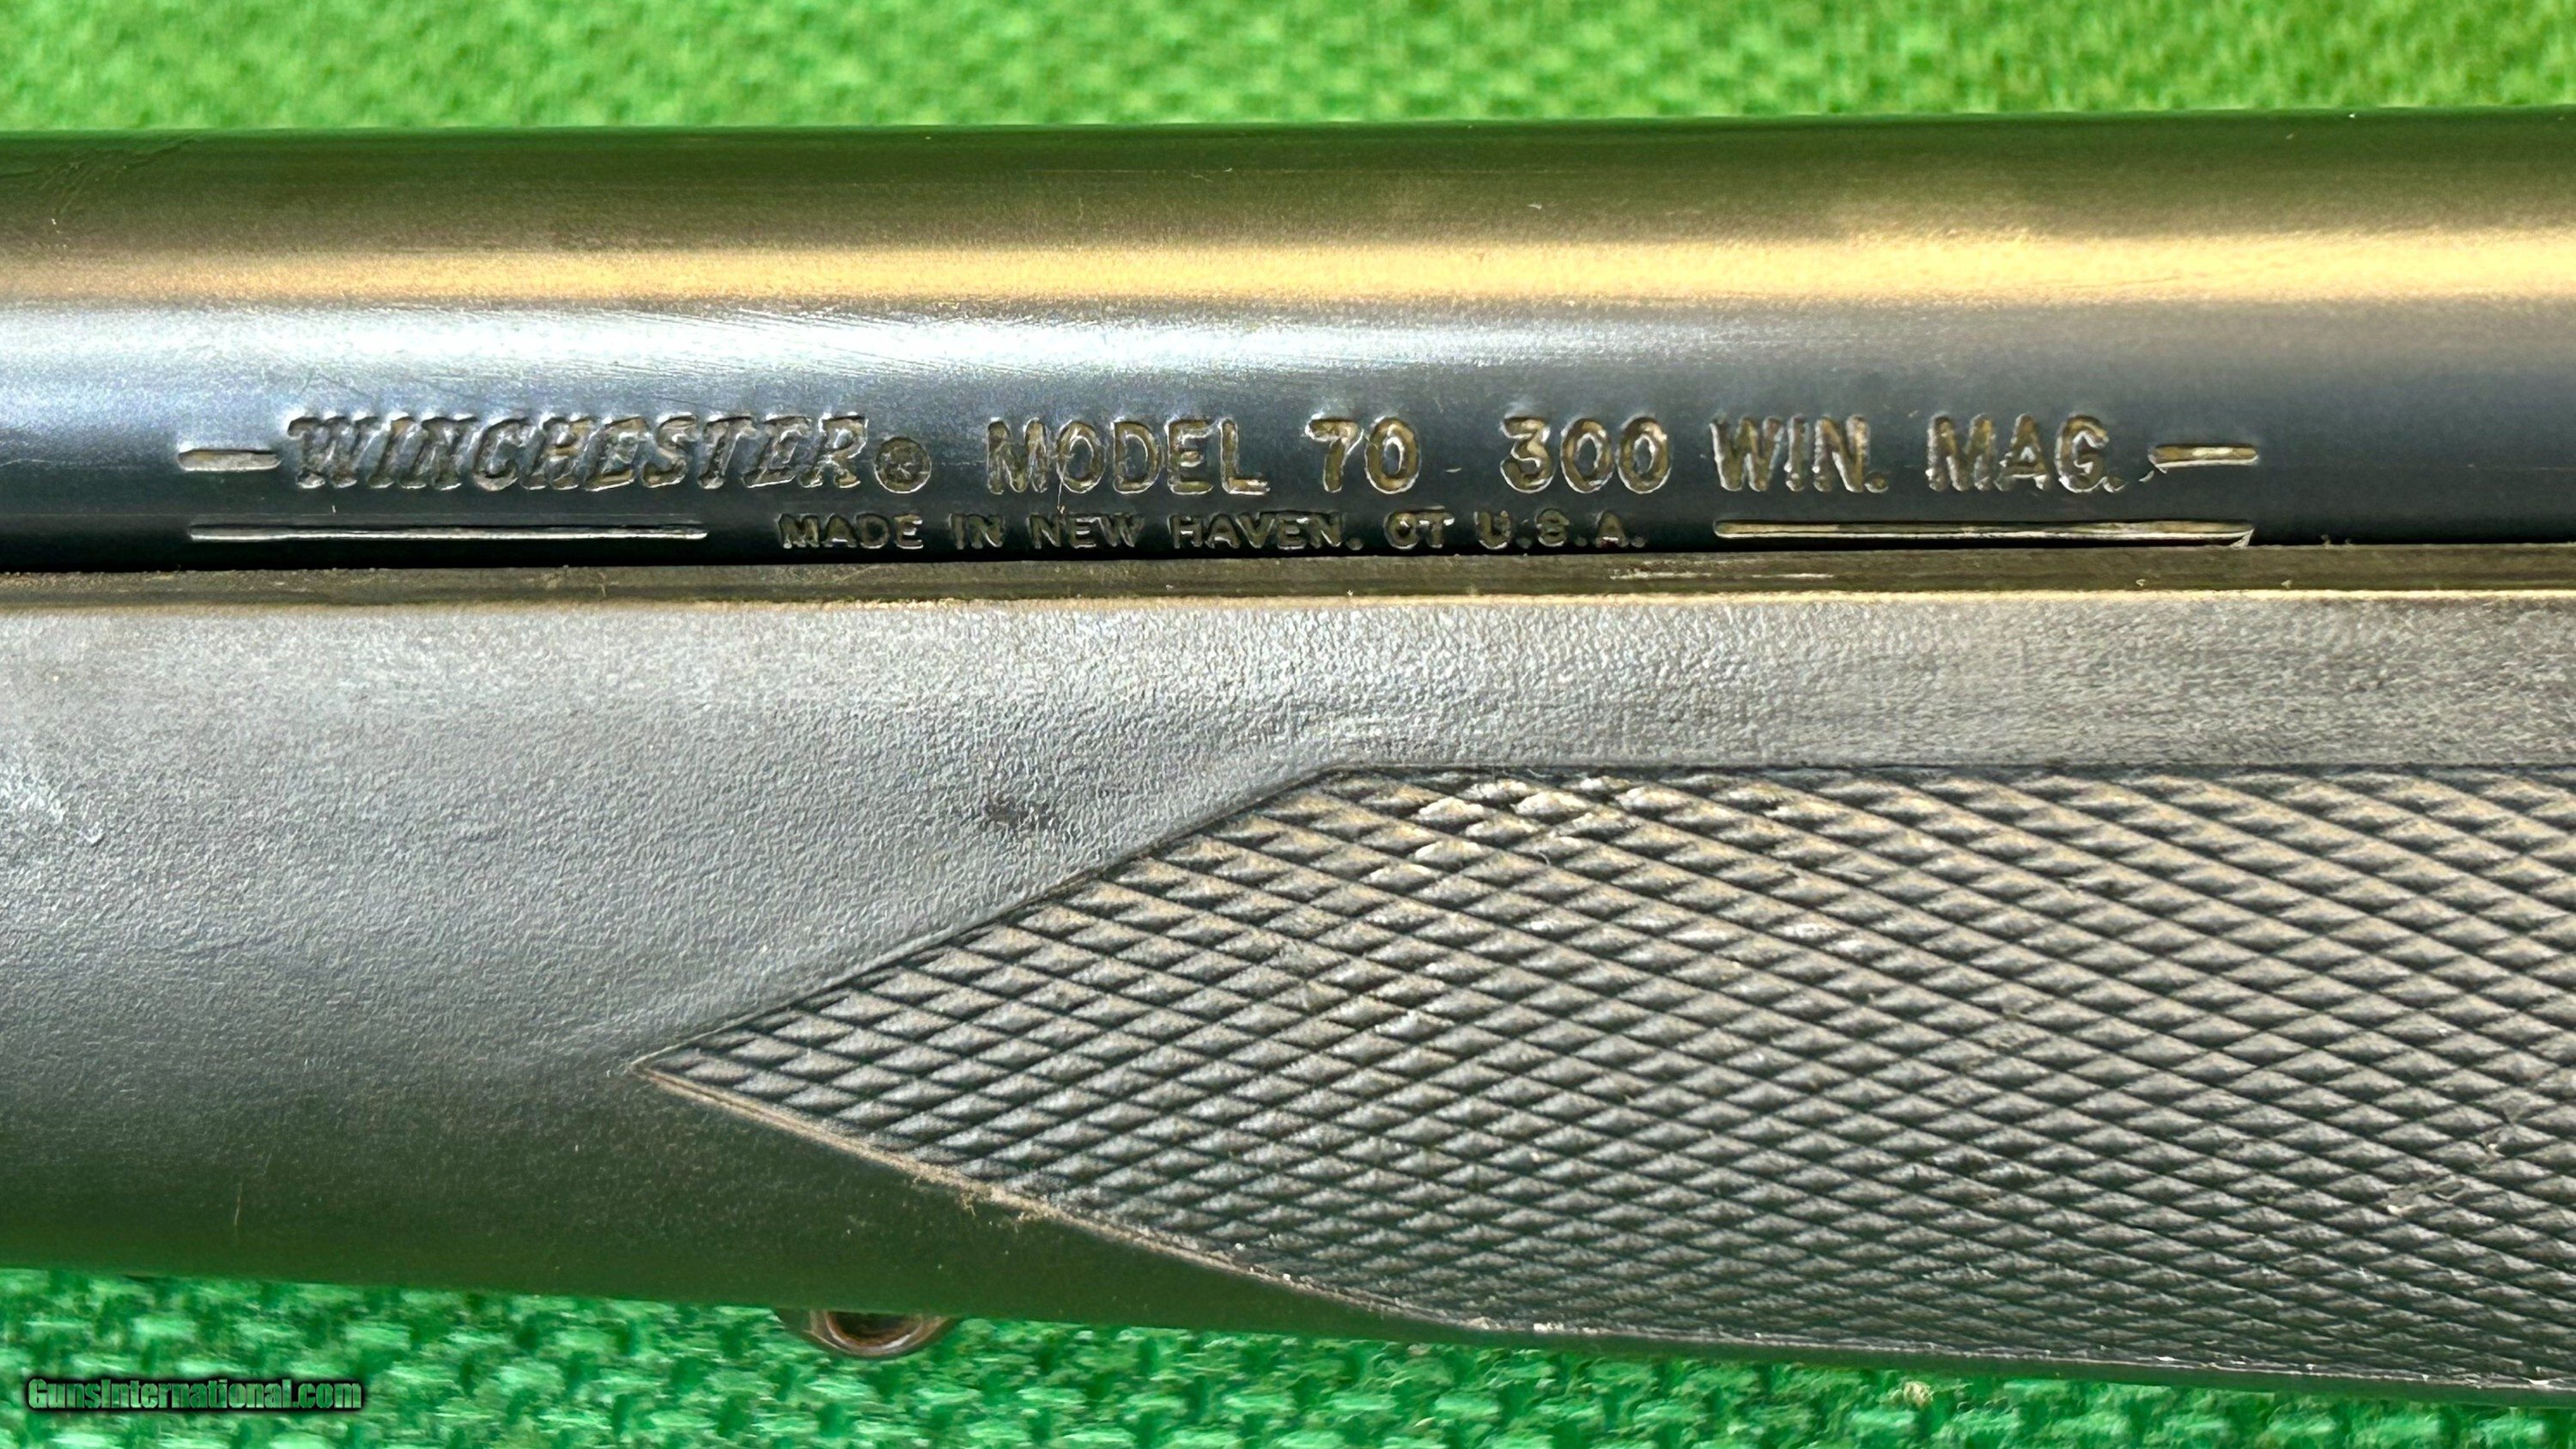 —WINCHESTER® MODEL 70 300 WIN. MAG.—
MADE IN NEW HAVEN, CT U.S.A.
GunsInternational.com